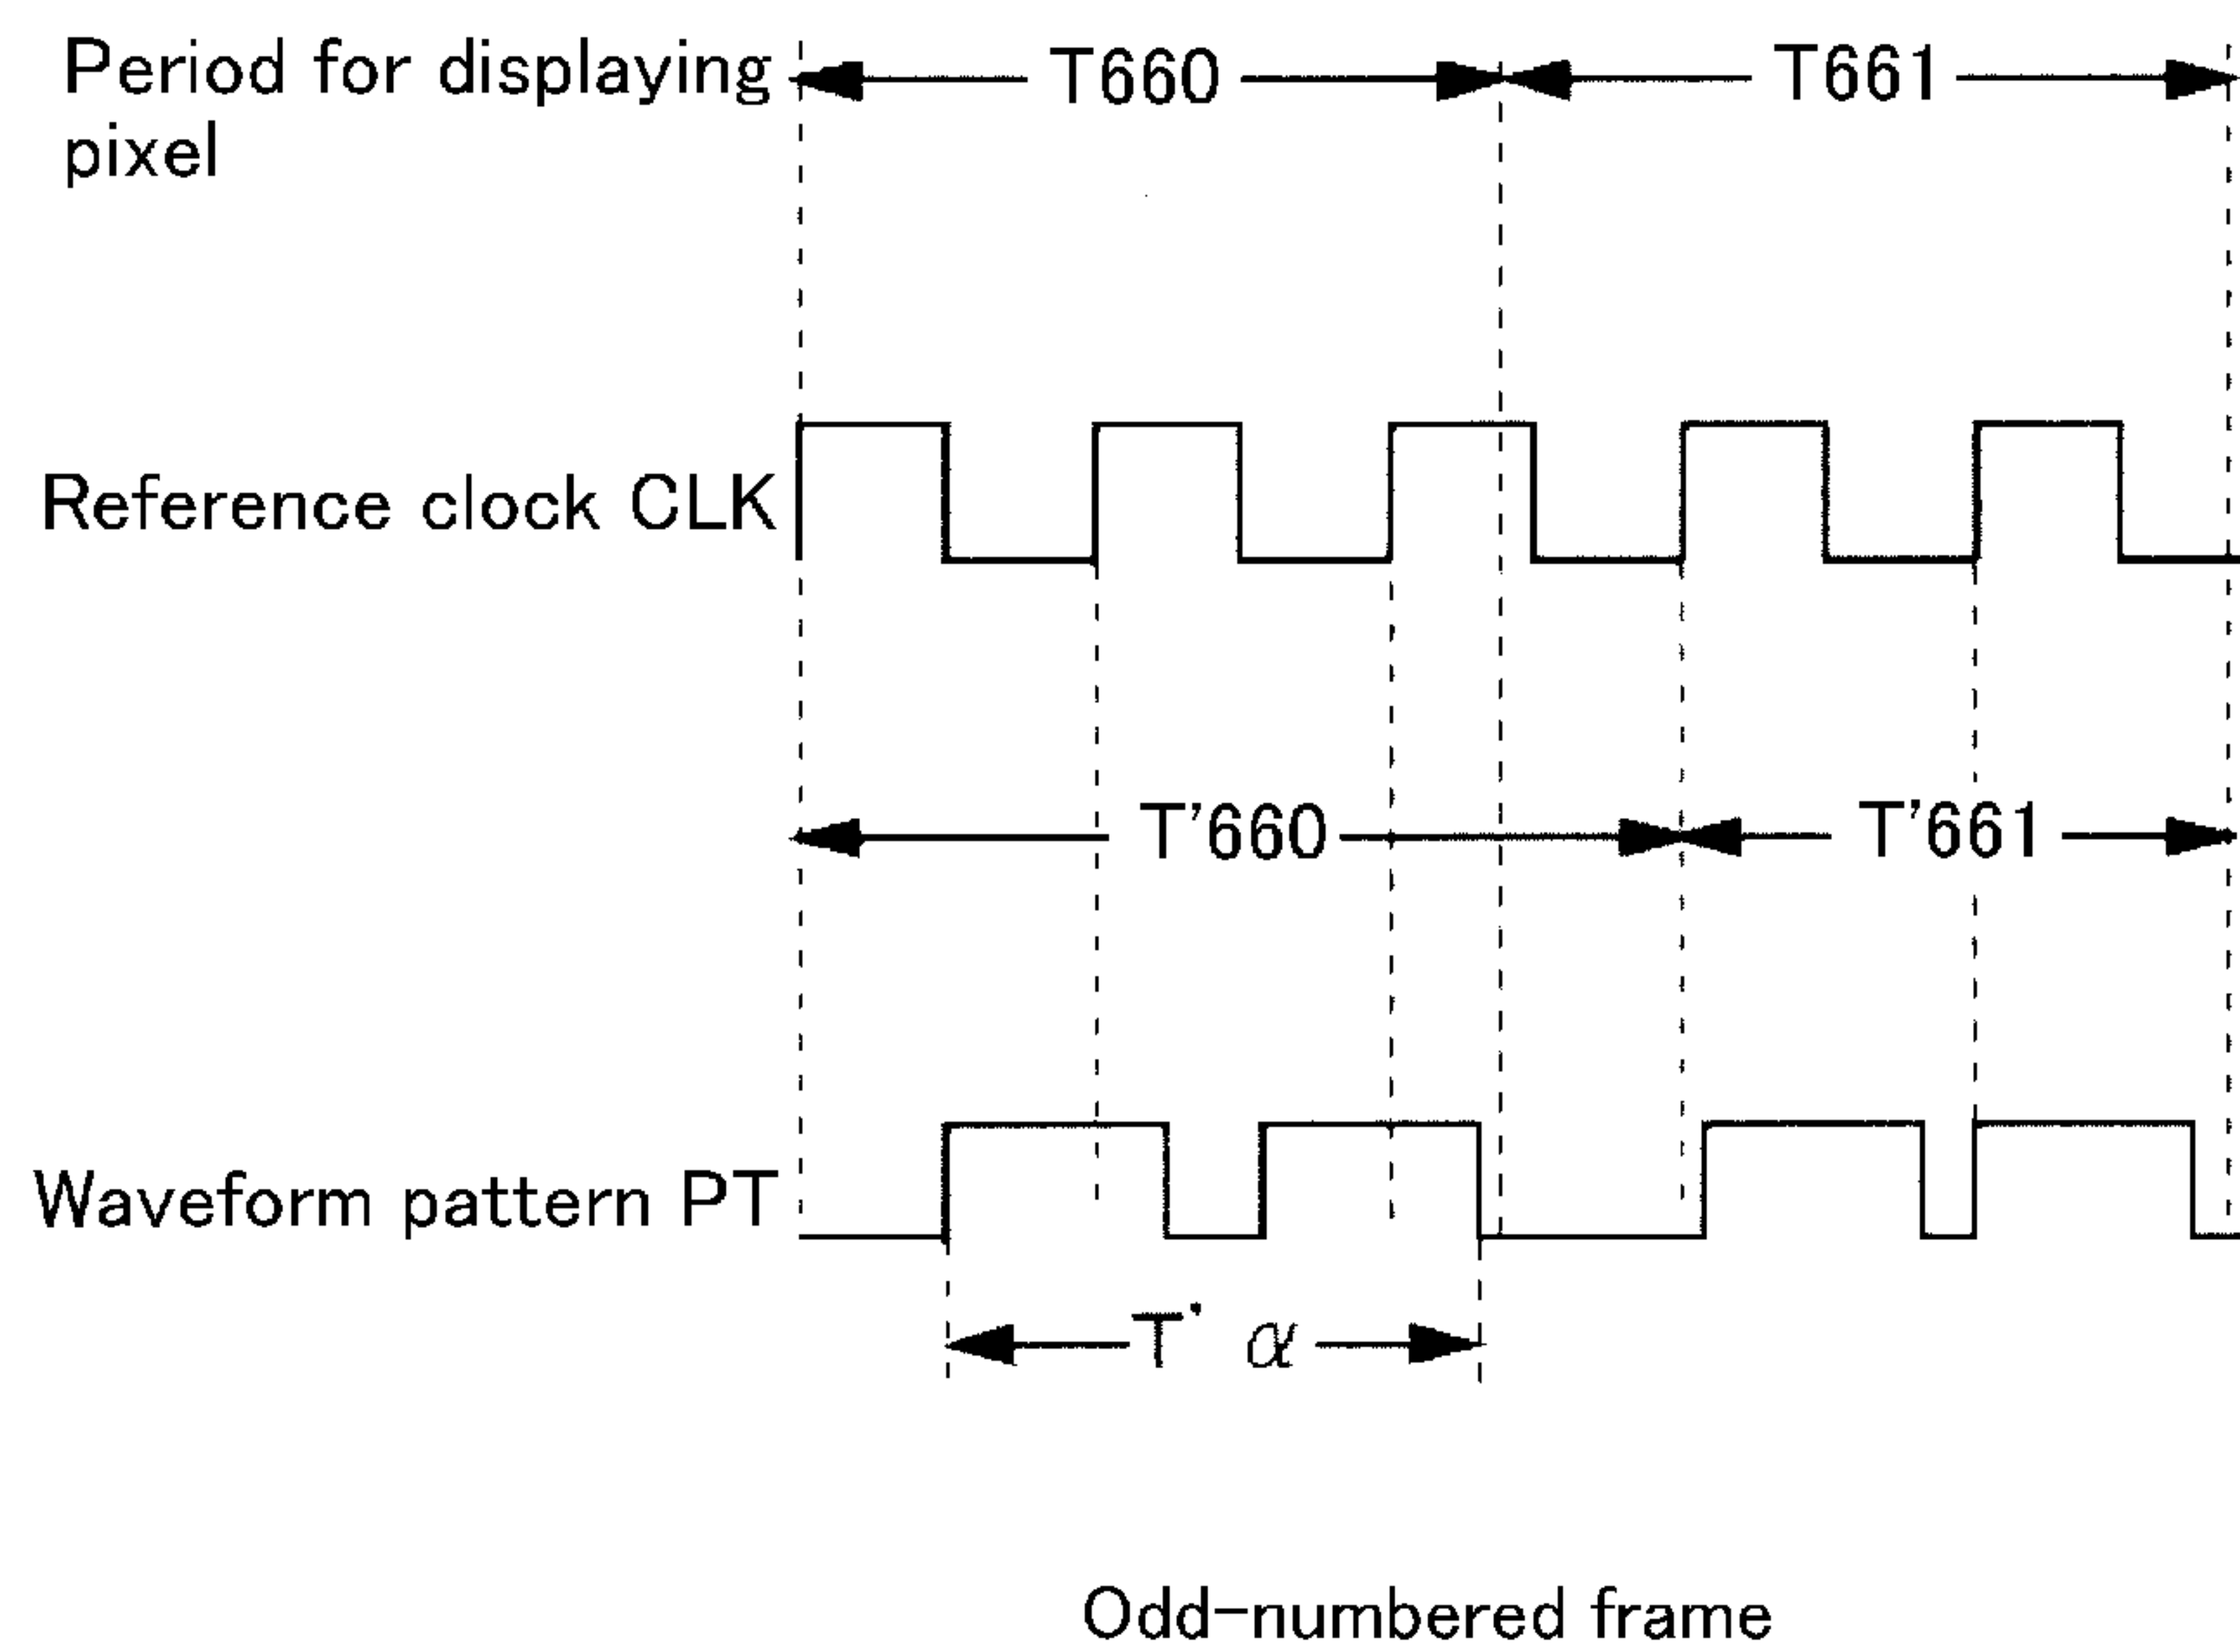 Period for displaying pixel
T660 T661
Reference clock CLK
T'660 T'661
Waveform pattern PT
T' α
Odd-numbered frame